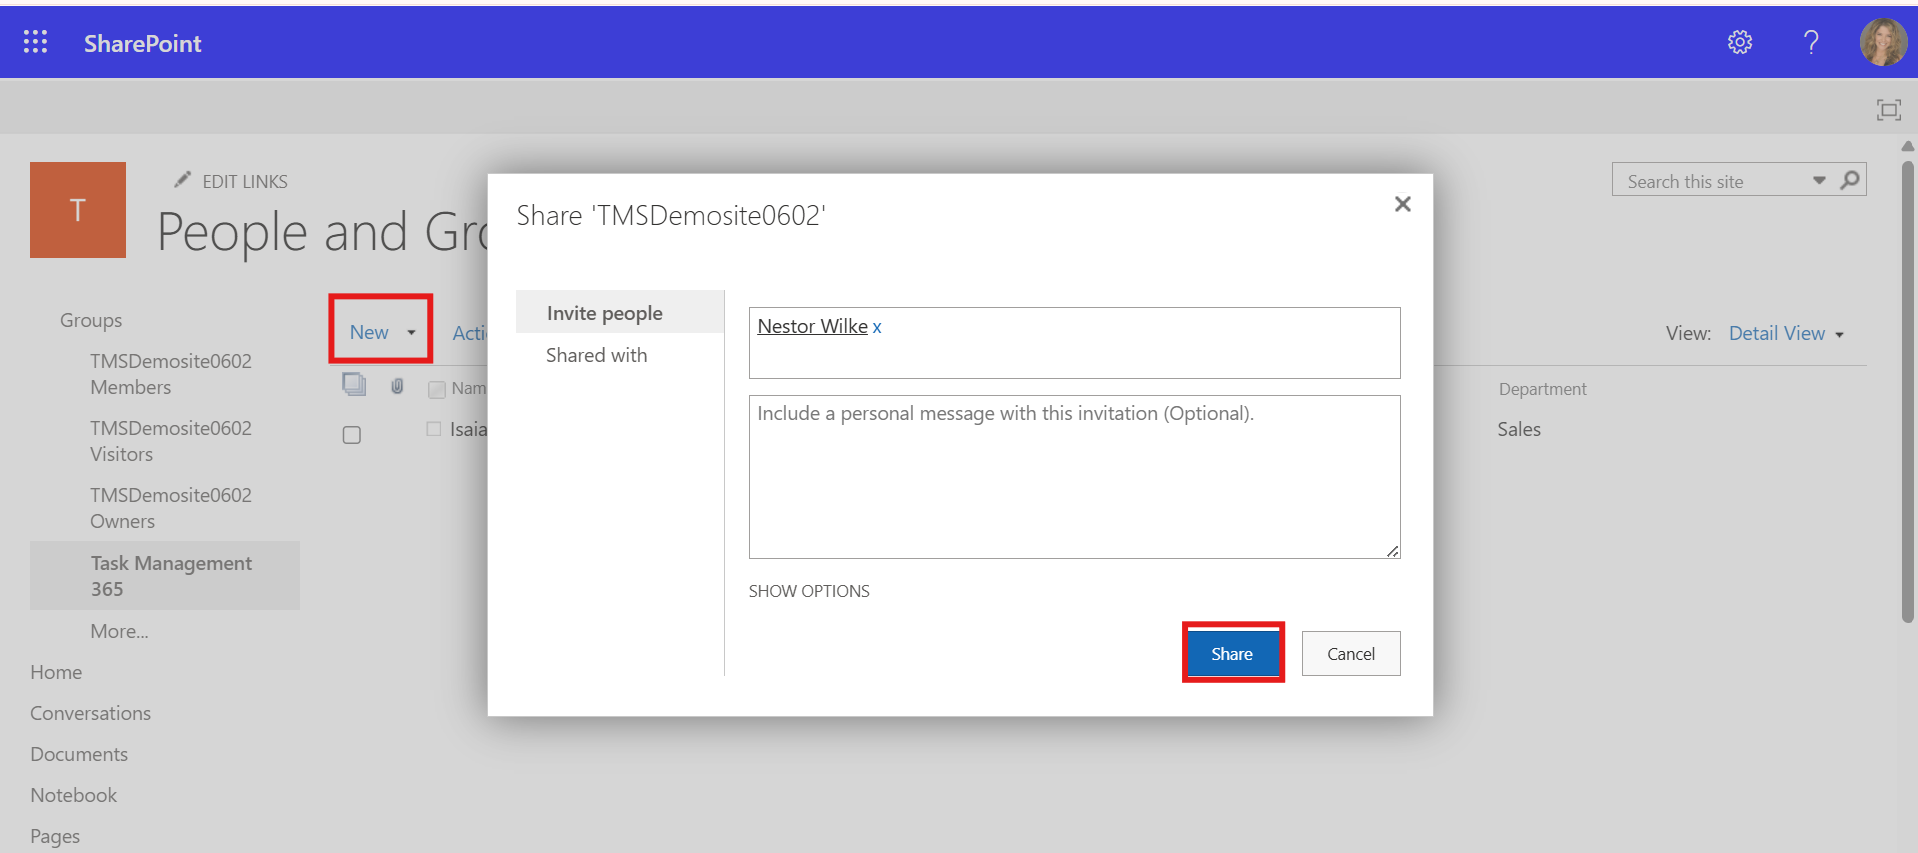 SharePoint
EDIT LINKS
T
People and Gro
Search this site
Share 'TMSDemosite0602'
Invite people
Shared with
Nestor Wilke x
Include a personal message with this invitation (Optional).
SHOW OPTIONS
Share
Cancel
Groups
TMSDemosite0602
Members
TMSDemosite0602
Visitors
TMSDemosite0602
Owners
Task Management
365
More...
Home
Conversations
Documents
Notebook
Pages
New
Acti
View: Detail View
Nam
Department
Isaia
Sales